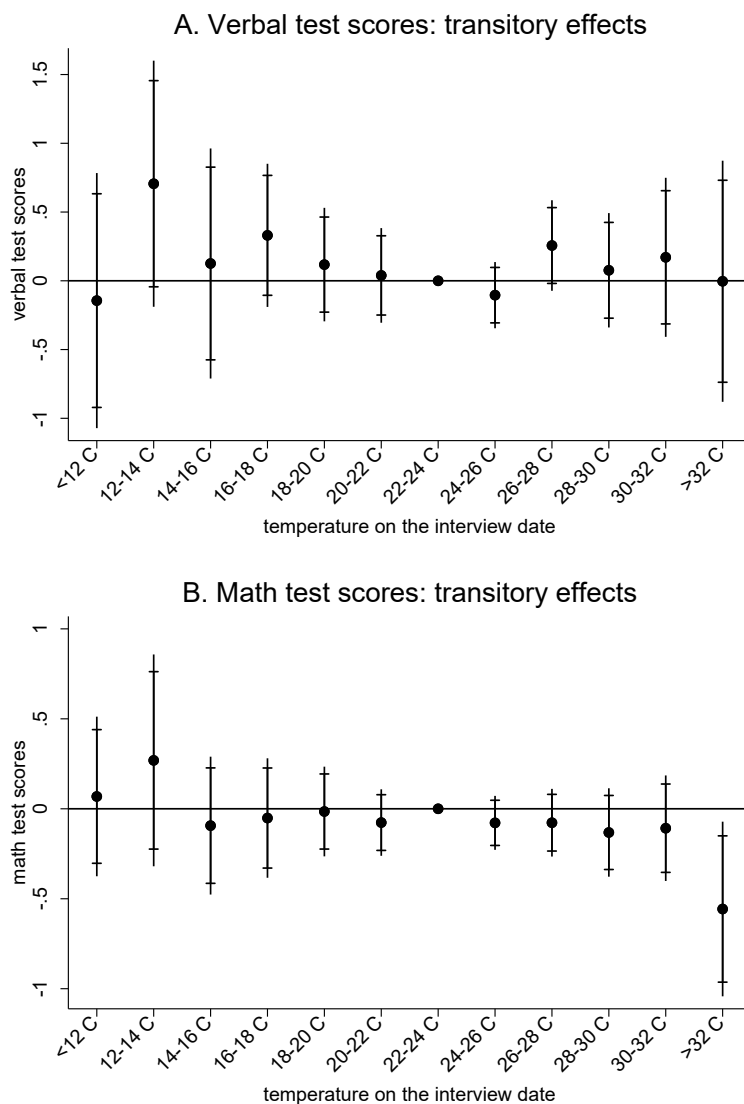 A. Verbal test scores: transitory effects
verbal test scores
1.5
1
.5
0
-.5
-1
<12 C
12-14 C
14-16 C
16-18 C
18-20 C
20-22 C
22-24 C
24-26 C
26-28 C
28-30 C
30-32 C
>32 C
temperature on the interview date
B. Math test scores: transitory effects
math test scores
1
.5
0
-.5
-1
<12 C
12-14 C
14-16 C
16-18 C
18-20 C
20-22 C
22-24 C
24-26 C
26-28 C
28-30 C
30-32 C
>32 C
temperature on the interview date